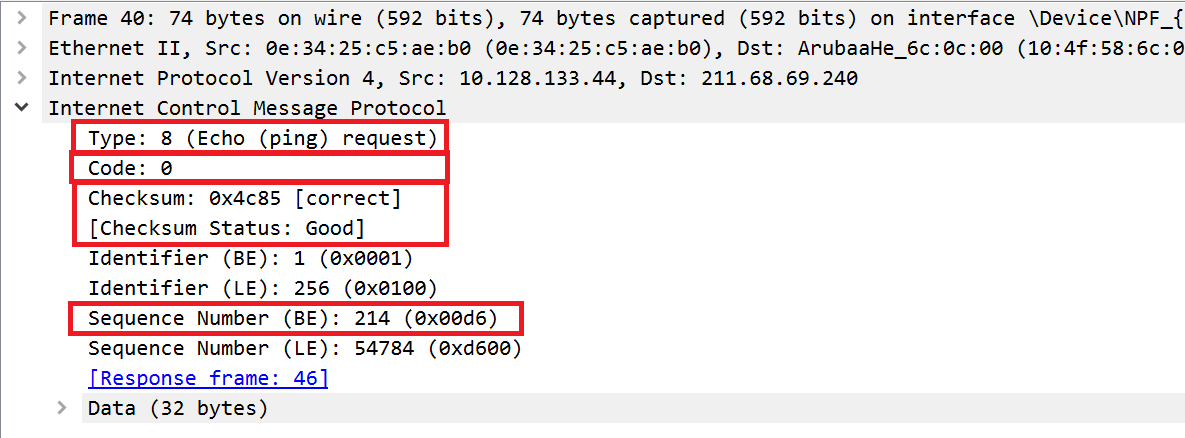 Frame 40: 74 bytes on wire (592 bits), 74 bytes captured (592 bits) on interface \Device\NPF_{
Ethernet II, Src: 0e:34:25:c5:ae:b0 (0e:34:25:c5:ae:b0), Dst: ArubaaHe_6c:0c:00 (10:4f:58:6c:0
Internet Protocol Version 4, Src: 10.128.133.44, Dst: 211.68.69.240
Internet Control Message Protocol
Type: 8 (Echo (ping) request)
Code: 0
Checksum: 0x4c85 [correct]
[Checksum Status: Good]
Identifier (BE): 1 (0x0001)
Identifier (LE): 256 (0x0100)
Sequence Number (BE): 214 (0x00d6)
Sequence Number (LE): 54784 (0xd600)
[Response frame: 46]
Data (32 bytes)